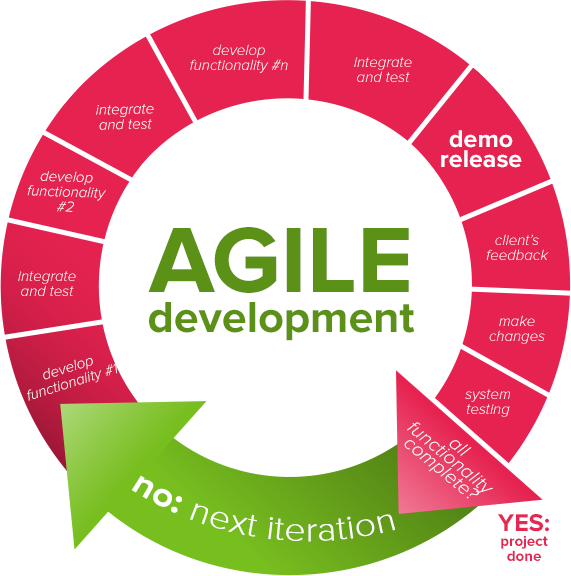 AGILE
development
develop
functionality #1
Integrate
and test
develop
functionality
#2
integrate
and test
develop
functionality #n
Integrate
and test
demo
release
client's
feedback
make
changes
system
testing
all
functionality
complete?
YES:
project
done
no: next iteration